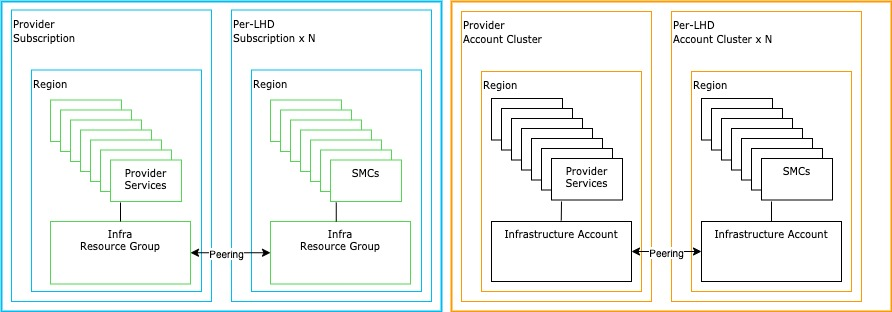 Provider
Subscription
Per-LHD
Subscription x N
Region
Region
Provider
Services
SMCs
Infra
Resource Group
Infra
Resource Group
Peering
Provider
Account Cluster
Per-LHD
Account Cluster x N
Region
Region
Provider
Services
SMCs
Infrastructure Account
Infrastructure Account
Peering